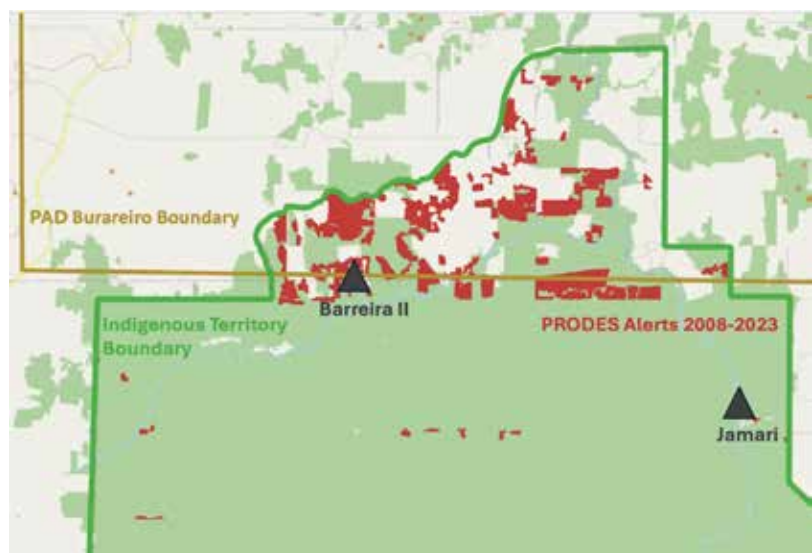 PAD Burareiro Boundary
Barreira II
Indigenous Territory
Boundary
PRODES Alerts 2008-2023
Jamari